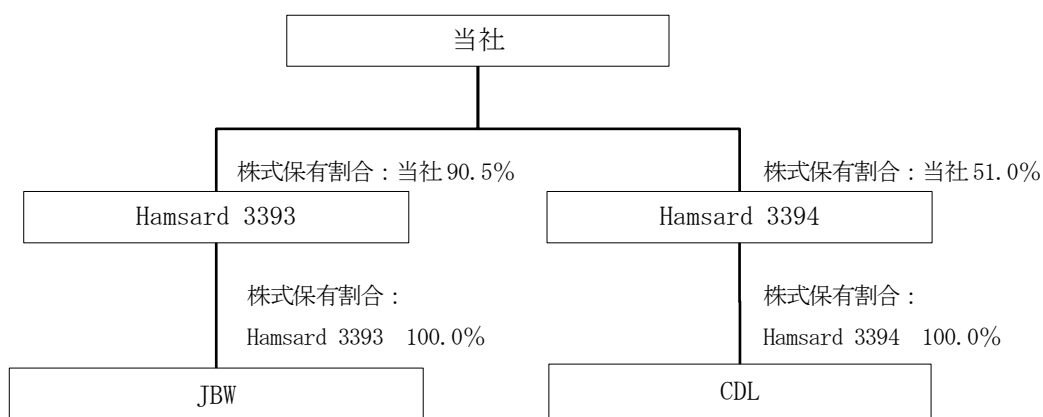 当社
株式保有割合：当社 90.5％
株式保有割合：当社 51.0％
Hamsard 3393
Hamsard 3394
株式保有割合：
Hamsard 3393　100.0％
株式保有割合：
Hamsard 3394　100.0％
JBW
CDL